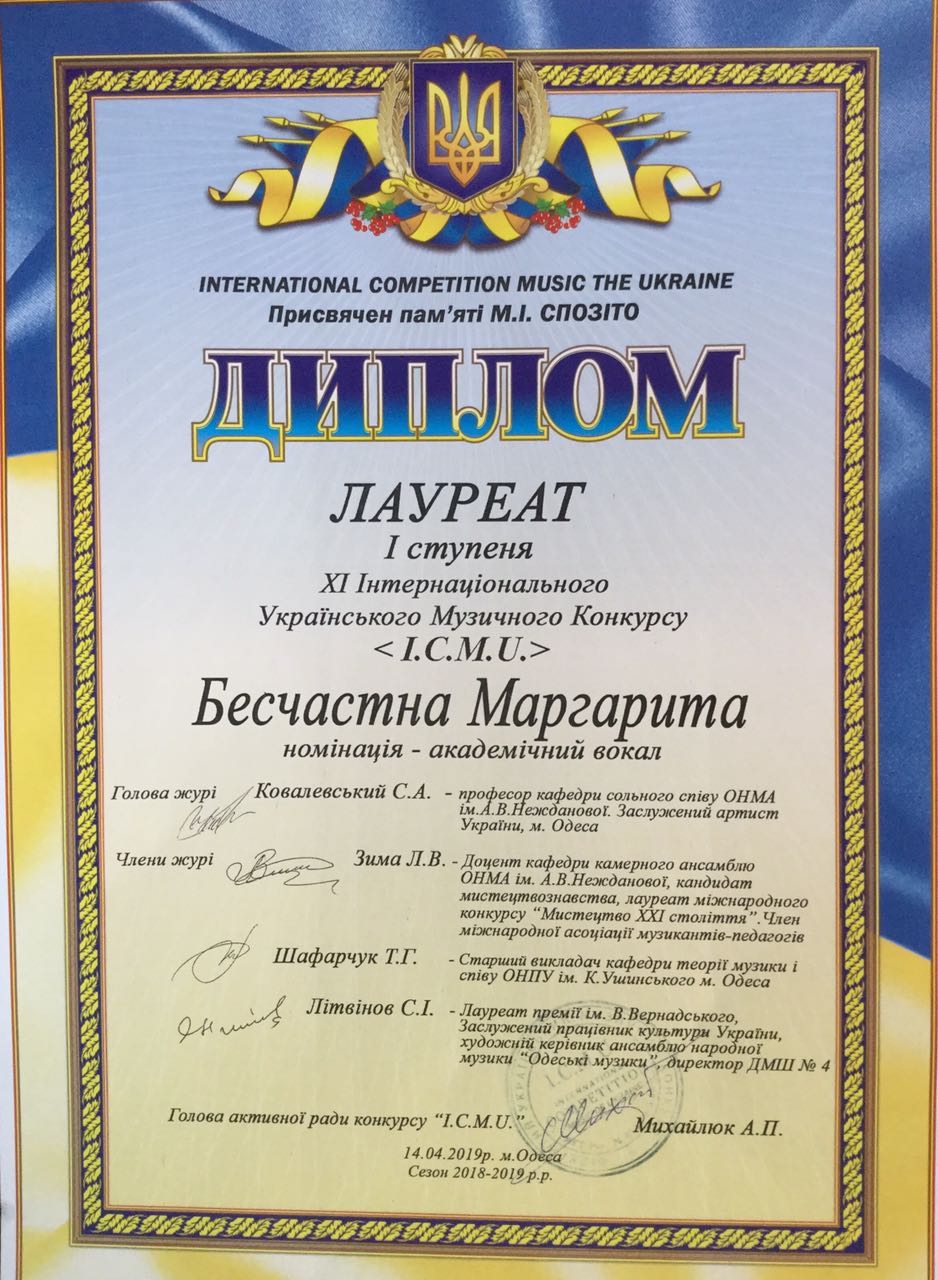 INTERNATIONAL COMPETITION MUSIC THE UKRAINE
Присвячен пам'яті М.І. СПОЗІТО
ДИПЛОМ
ЛАУРЕАТ
І ступеня
XI Інтернаціонального
Українського Музичного Конкурсу
< I.C.M.U.>
Бесчастна Маргарита
номінація - академічний вокал
Голова журі Ковалевський С.А. - професор кафедри сольного співу ОНМА
ім.А.В.Нежданової. Заслужений артист
України, м. Одеса
Члени журі Зима Л.В. - Доцент кафедри камерного ансамблю
ОНМА ім. А.В.Нежданової, кандидат
мистецтвознавства, лауреат міжнародного
конкурсу "Мистецтво XXI століття".Член
міжнародної асоціації музикантів-педагогів
Шафарчук Т.Г. - Старший викладач кафедри теорії музики і
співу ОНПУ ім. К.Ушинського м. Одеса
Літвінов С.І. - Лауреат премії ім. В.Вернадського,
Заслужений працівник культури України,
художній керівник ансамблю народної
музики "Одеські музики", директор ДМШ № 4
Голова активної ради конкурсу "I.C.M.U." Михайлюк А.П.
14.04.2019р. м.Одеса
Сезон 2018-2019 р.р.